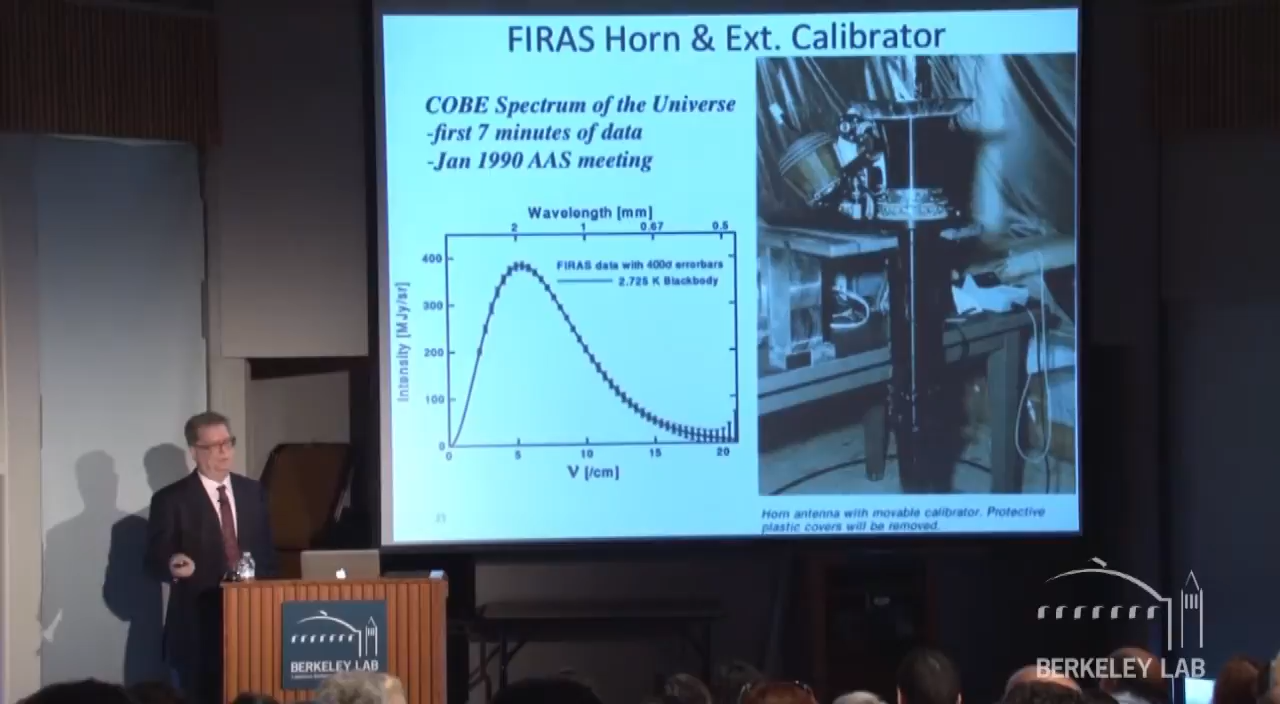 FIRAS Horn & Ext. Calibrator
COBE Spectrum of the Universe
-first 7 minutes of data
-Jan 1990 AAS meeting
Wavelength [mm]
2 1 0.67 0.5
400
300
200
100
0
Intensity [MJy/sr]
FIRAS data with 400σ errorbars
2.725 K Blackbody
0 5 10 15 20
ν [/cm]
Horn antenna with movable calibrator. Protective
plastic covers will be removed.
BERKELEY LAB
BERKELEY LAB